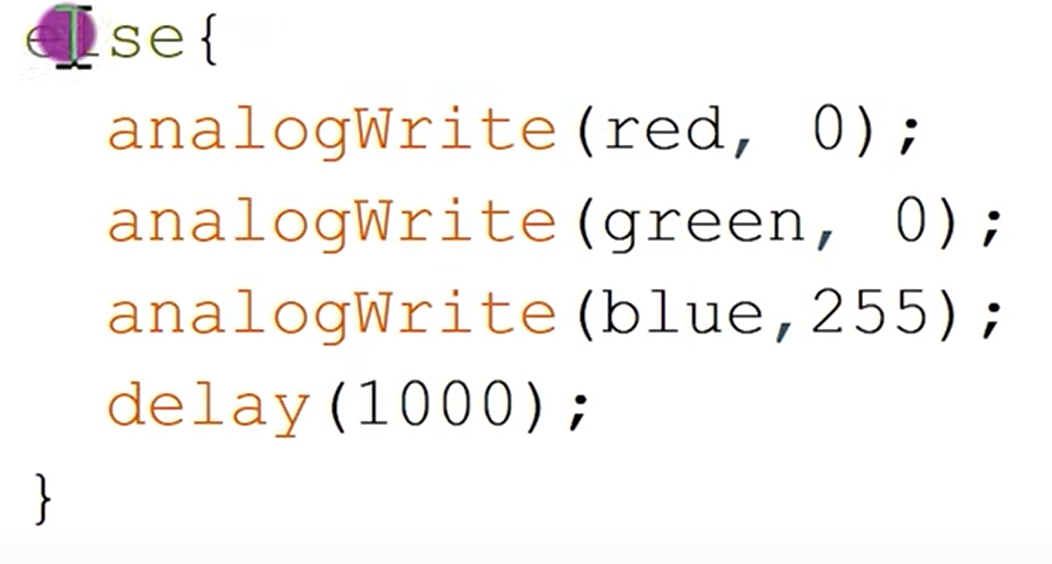 else{
analogWrite(red, 0);
analogWrite(green, 0);
analogWrite(blue,255);
delay(1000);
}